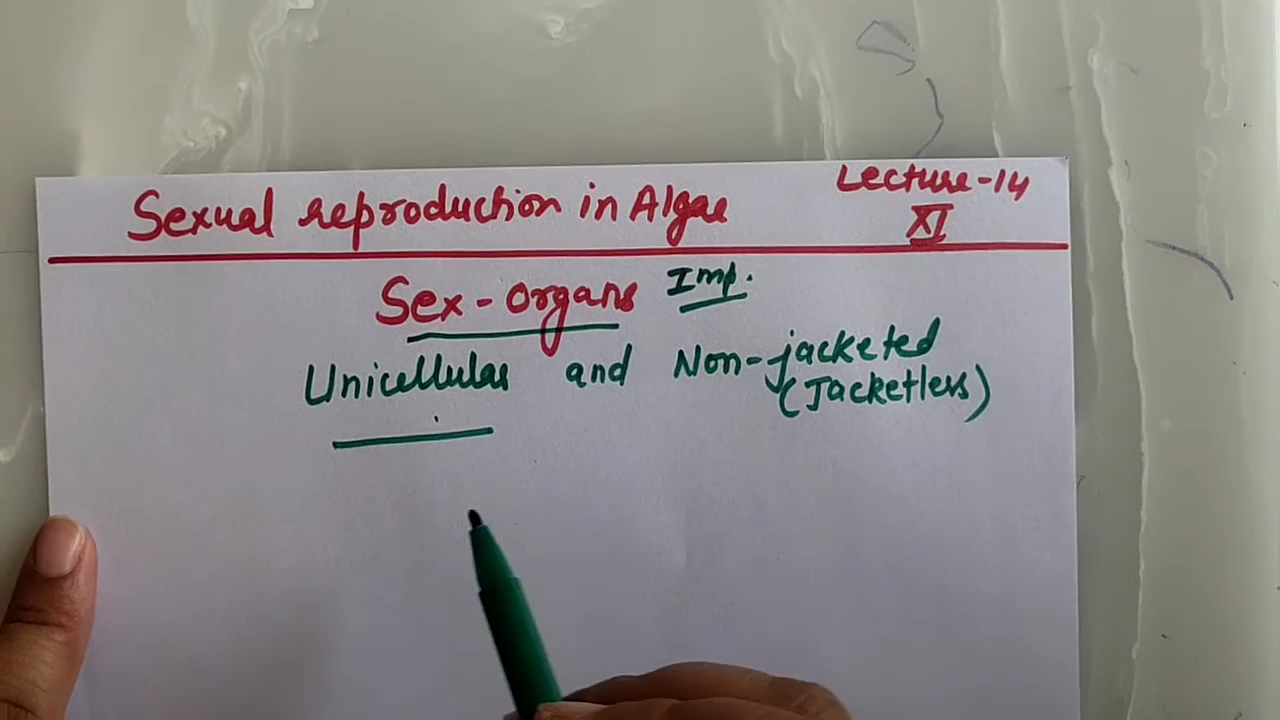 Sexual reproduction in Algae Lecture-14
XI
Sex-organs Imp.
Unicellular and Non-jacketed
(Jacketless)